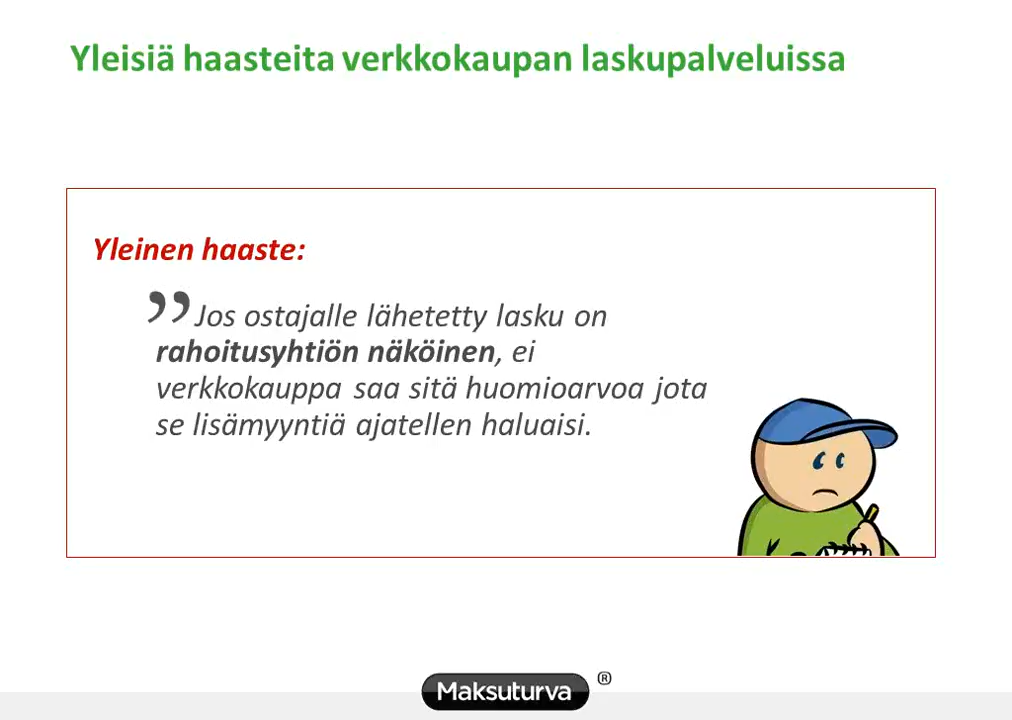 Yleisiä haasteita verkkokaupan laskupalveluissa
Yleinen haaste:
”Jos ostajalle lähetetty lasku on
rahoitusyhtiön näköinen, ei
verkkokauppa saa sitä huomioarvoa jota
se lisämyyntiä ajatellen haluaisi.
Maksuturva ®